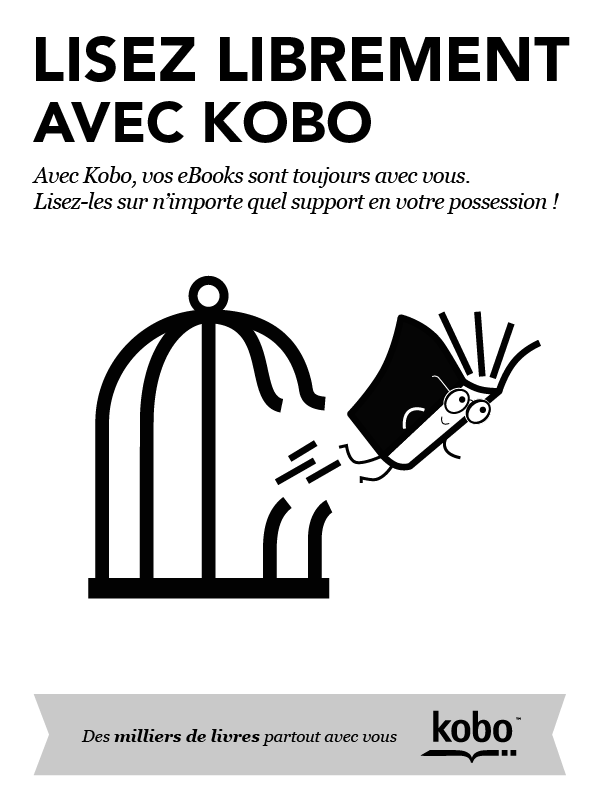 LISEZ LIBREMENT
AVEC KOBO
Avec Kobo, vos eBooks sont toujours avec vous.
Lisez-les sur n’importe quel support en votre possession !
Des milliers de livres partout avec vous
kobo™